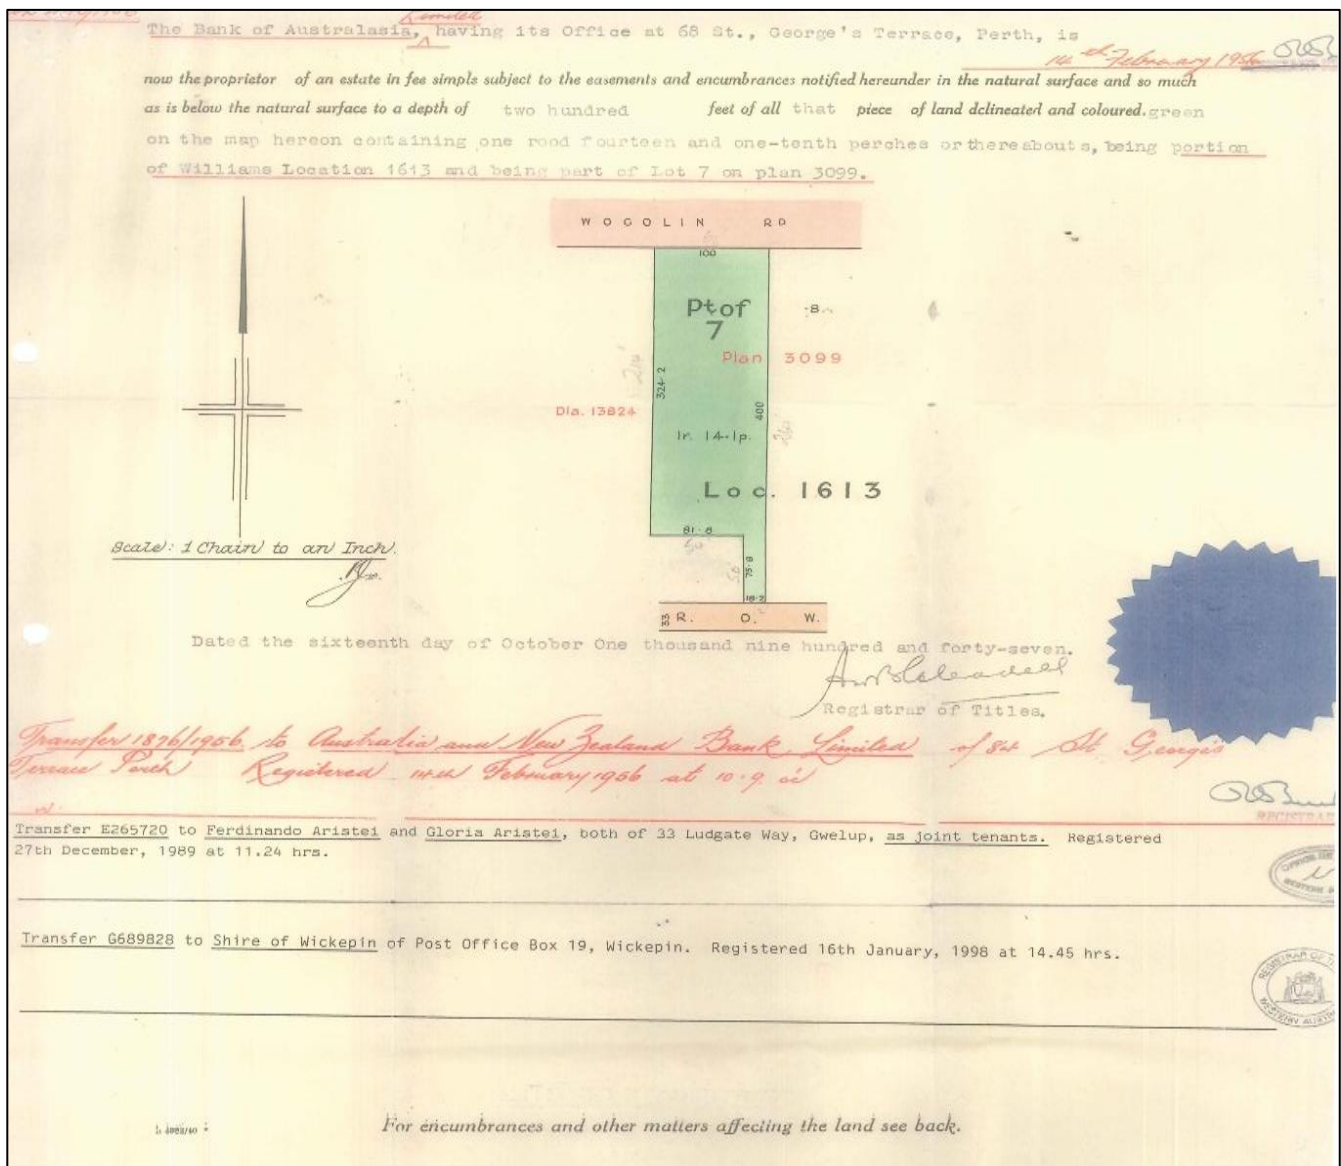 Limited
The Bank of Australasia, having its Office at 68 St., George's Terrace, Perth, is
14th February 1956
now the proprietor of an estate in fee simple subject to the easements and encumbrances notified hereunder in the natural surface and so much
as is below the natural surface to a depth of two hundred feet of all that piece of land delineated and coloured green
on the map hereon containing one rood fourteen and one-tenth perches or thereabouts, being portion
of Williams Location 1613 and being part of Lot 7 on plan 3099.
WOGOLIN RD
100
Pt of
7
8
Plan 3099
324·2
Dia. 13824
400
1r. 14·1p.
Loc. 1613
81·8
50
50
75·8
18·2
33 R. O. W.
Scale: 1 Chain to an Inch.
Dated the sixteenth day of October One thousand nine hundred and forty-seven.
Registrar of Titles.
Transfer 1876/1956 to Australia and New Zealand Bank Limited of St George's
Terrace Perth Registered 14th February 1956 at 10.9 oc
REGISTRAR
Transfer E265720 to Ferdinando Aristei and Gloria Aristei, both of 33 Ludgate Way, Gwelup, as joint tenants. Registered
27th December, 1989 at 11.24 hrs.
Transfer G689828 to Shire of Wickepin of Post Office Box 19, Wickepin. Registered 16th January, 1998 at 14.45 hrs.
REGISTRAR OF
WESTERN AUSTR
For encumbrances and other matters affecting the land see back.